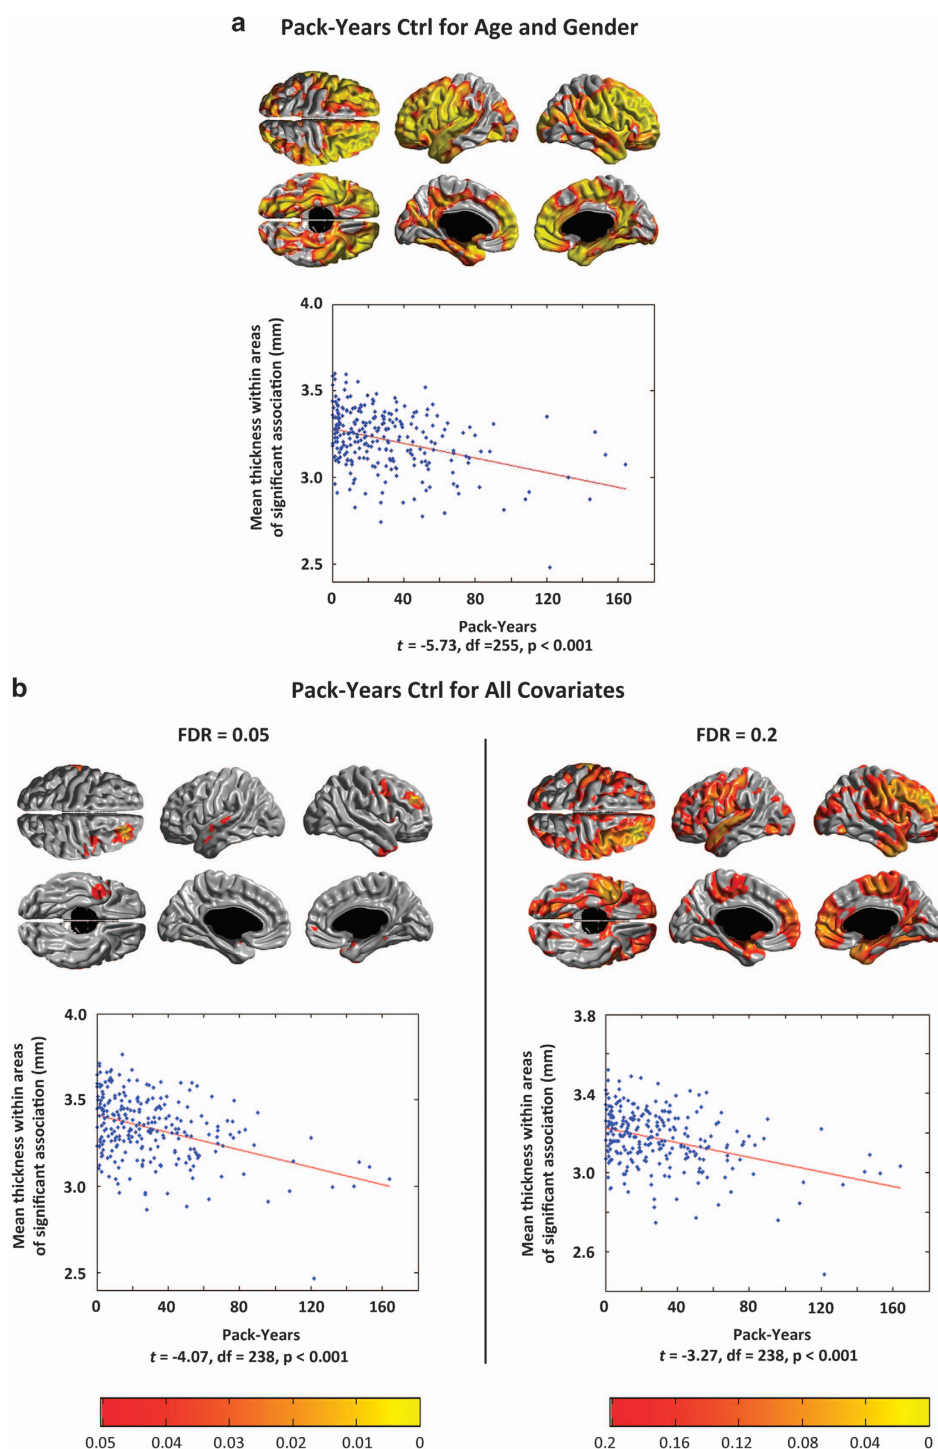 a Pack-Years Ctrl for Age and Gender
4.0
3.5
3.0
2.5
Mean thickness within areas
of significant association (mm)
0 40 80 120 160
Pack-Years
t = -5.73, df =255, p < 0.001
b Pack-Years Ctrl for All Covariates
FDR = 0.05
4.0
3.5
3.0
2.5
Mean thickness within areas
of significant association (mm)
0 40 80 120 160
Pack-Years
t = -4.07, df = 238, p < 0.001
0.05 0.04 0.03 0.02 0.01 0
FDR = 0.2
3.8
3.4
3.0
2.6
Mean thickness within areas
of significant association (mm)
0 40 80 120 160
Pack-Years
t = -3.27, df = 238, p < 0.001
0.2 0.16 0.12 0.08 0.04 0